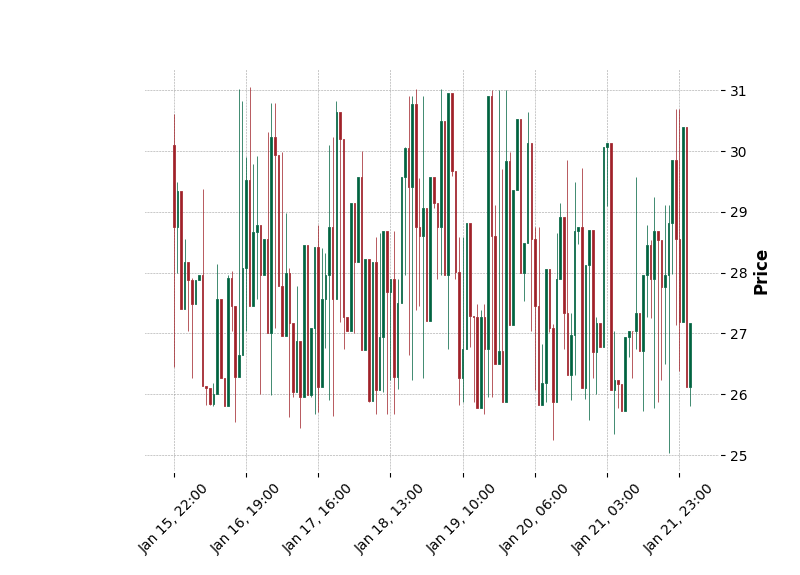 31
30
29
28
27
26
25
Price
Jan 15, 22:00
Jan 16, 19:00
Jan 17, 16:00
Jan 18, 13:00
Jan 19, 10:00
Jan 20, 06:00
Jan 21, 03:00
Jan 21, 23:00